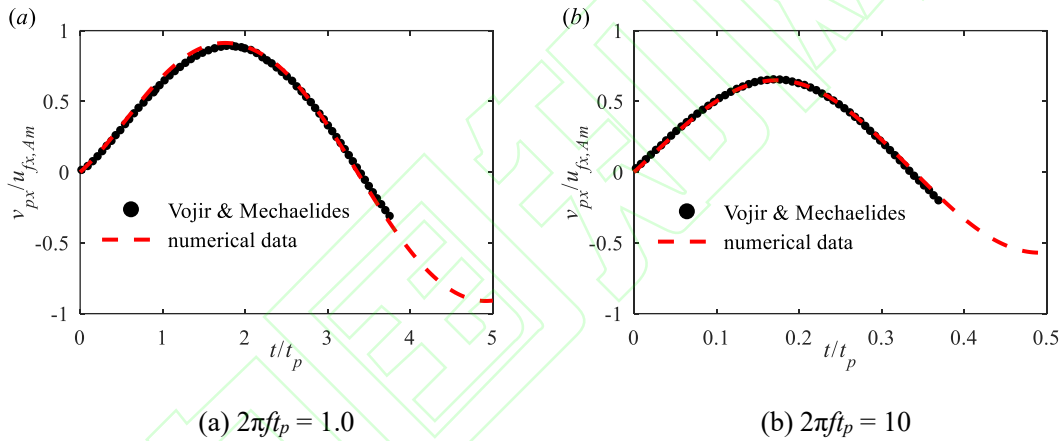 (a)
(b)
1
0.5
0
-0.5
-1
v_px/u_fx,Am
Vojir & Mechaelides
numerical data
0 1 2 3 4 5
t/t_p
1
0.5
0
-0.5
-1
v_px/u_fx,Am
Vojir & Mechaelides
numerical data
0 0.1 0.2 0.3 0.4 0.5
t/t_p
(a) 2πft_p = 1.0
(b) 2πft_p = 10